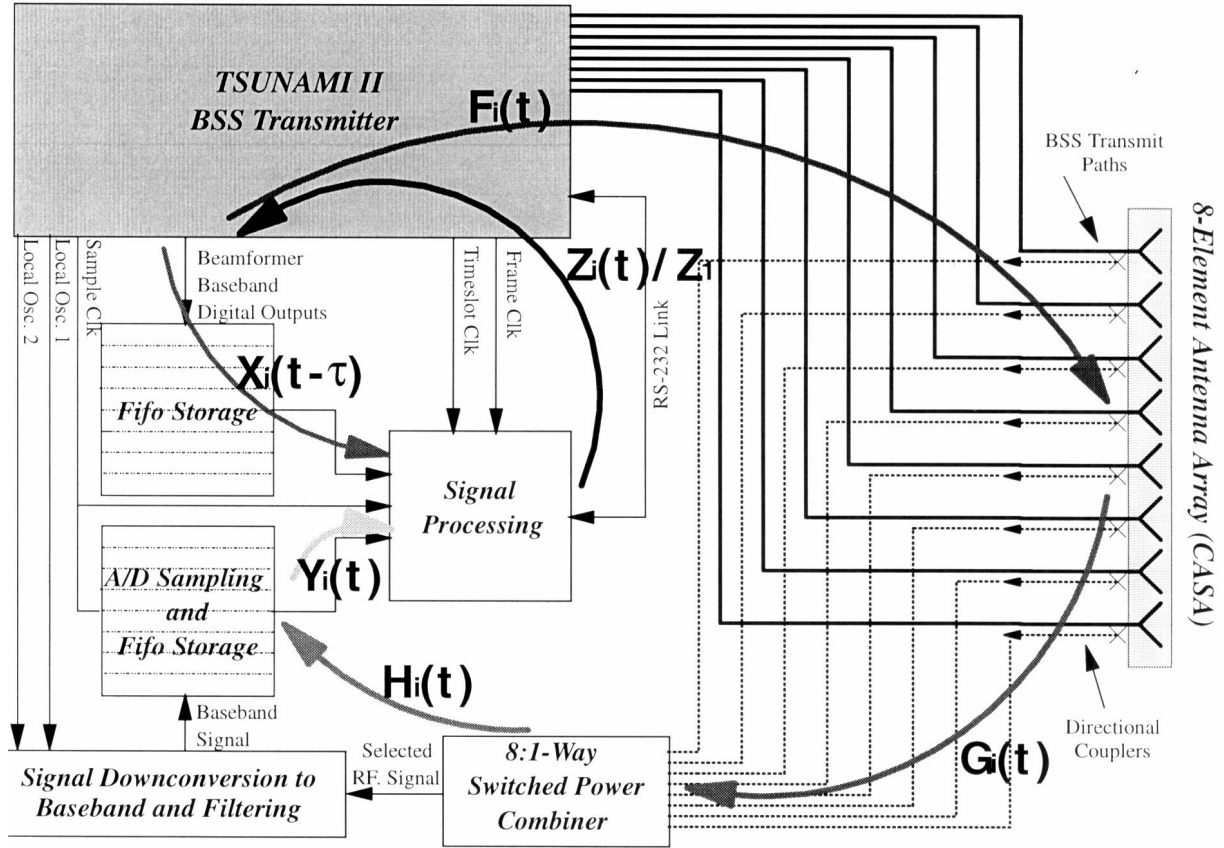 TSUNAMI II
BSS Transmitter
Fi(t)
BSS Transmit
Paths
8-Element Antenna Array (CASA)
Local Osc. 2
Local Osc. 1
Sample Clk
Beamformer
Baseband
Digital Outputs
Timeslot Clk
Frame Clk
Zi(t)/ Z1
RS-232 Link
Xi(t-τ)
Fifo Storage
Signal
Processing
A/D Sampling
and
Fifo Storage
Yi(t)
Hi(t)
Baseband
Signal
Selected
RF. Signal
8:1-Way
Switched Power
Combiner
Signal Downconversion to
Baseband and Filtering
Gi(t)
Directional
Couplers